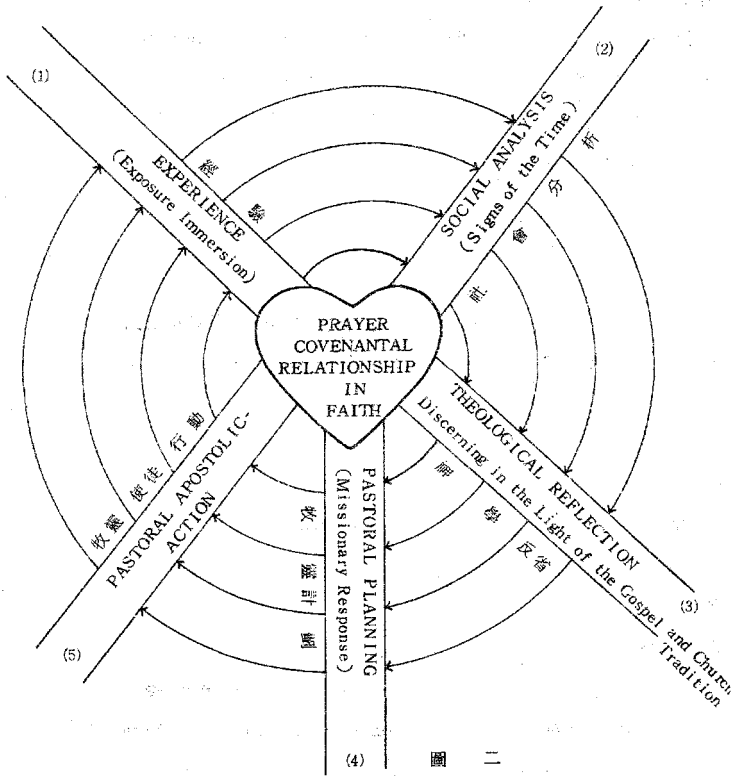 (1)
EXPERIENCE
(Exposure Immersion)
經驗
(2)
SOCIAL ANALYSIS
(Signs of the Time)
社會分析
PRAYER
COVENANTAL
RELATIONSHIP
IN
FAITH
THEOLOGICAL REFLECTION
Discerning in the Light of the Gospel and Church
Tradition
神學反省
(3)
PASTORAL PLANNING
(Missionary Response)
牧靈計劃
(4)
PASTORAL APOSTOLIC-
ACTION
牧靈使徒行動
(5)
圖二